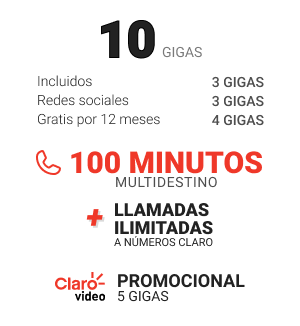 10 GIGAS
Incluidos 3 GIGAS
Redes sociales 3 GIGAS
Gratis por 12 meses 4 GIGAS
100 MINUTOS
MULTIDESTINO
+ LLAMADAS
ILIMITADAS
A NÚMEROS CLARO
Claro video PROMOCIONAL
5 GIGAS